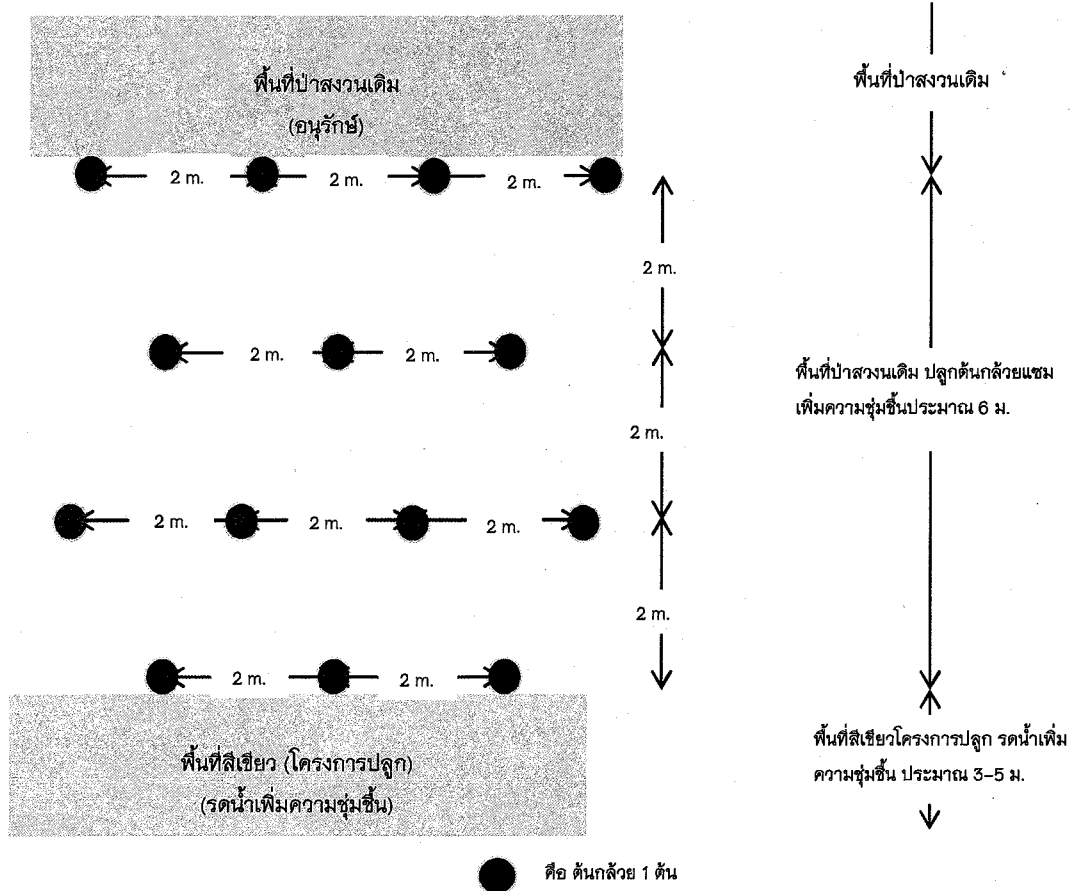 พื้นที่ป่าสงวนเดิม
(อนุรักษ์)
พื้นที่ป่าสงวนเดิม
2 m.
2 m.
2 m.
2 m.
2 m.
2 m.
พื้นที่ป่าสวงนเดิม ปลูกต้นกล้วยแซม
เพิ่มความชุ่มชื้นประมาณ 6 ม.
2 m.
2 m.
2 m.
2 m.
2 m.
2 m.
2 m.
พื้นที่สีเขียว (โครงการปลูก)
(รดน้ำเพิ่มความชุ่มชื้น)
พื้นที่สีเขียวโครงการปลูก รดน้ำเพิ่ม
ความชุ่มชื้น ประมาณ 3-5 ม.
คือ ต้นกล้วย 1 ต้น